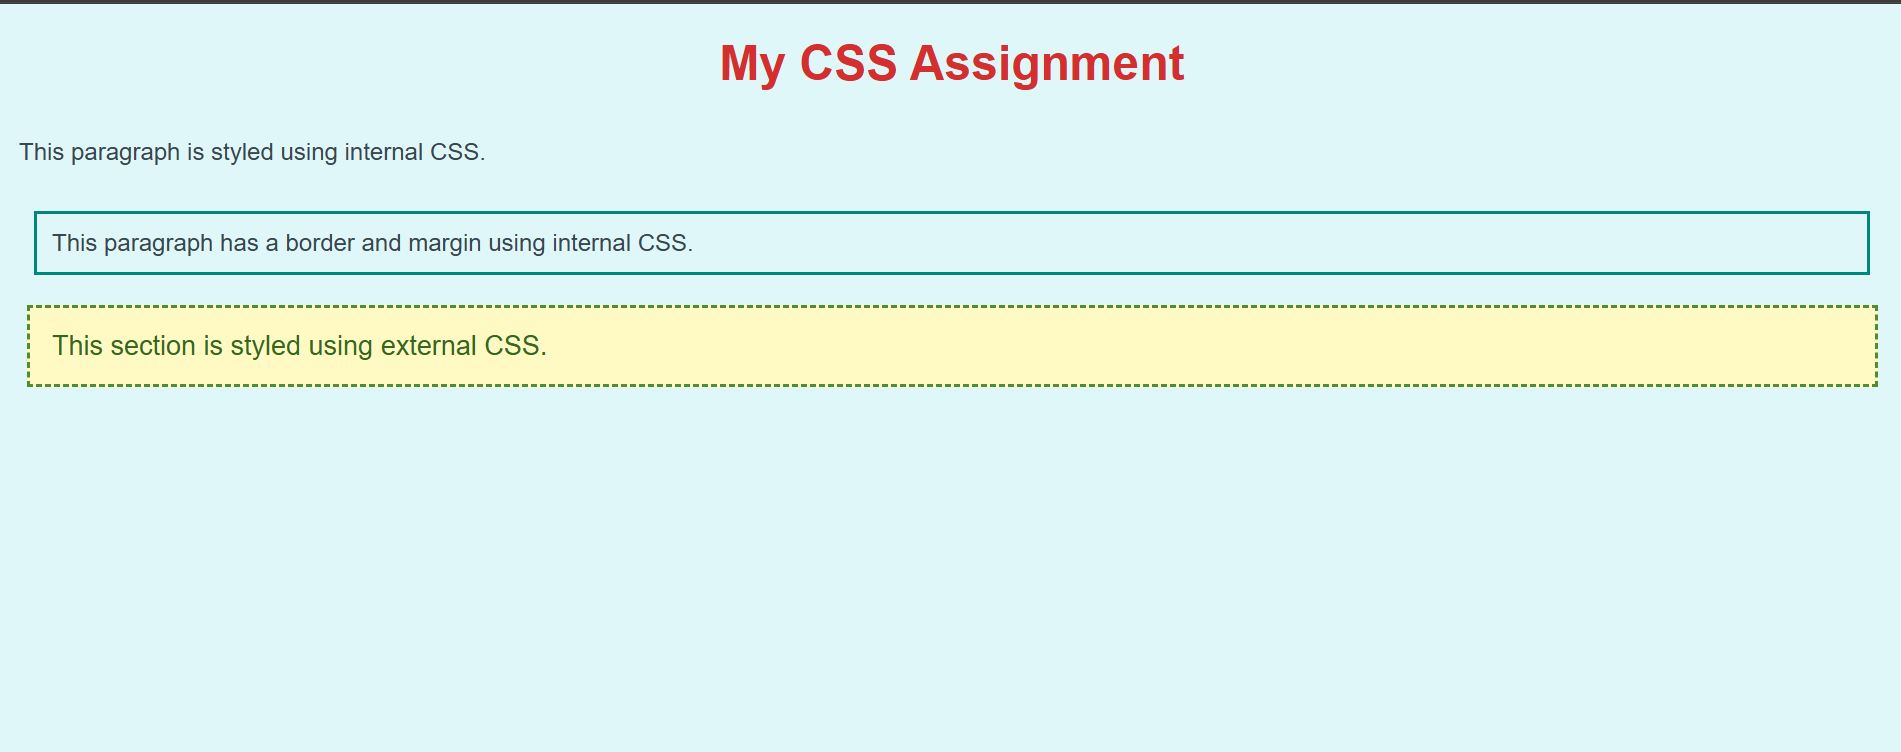 My CSS Assignment
This paragraph is styled using internal CSS.
This paragraph has a border and margin using internal CSS.
This section is styled using external CSS.